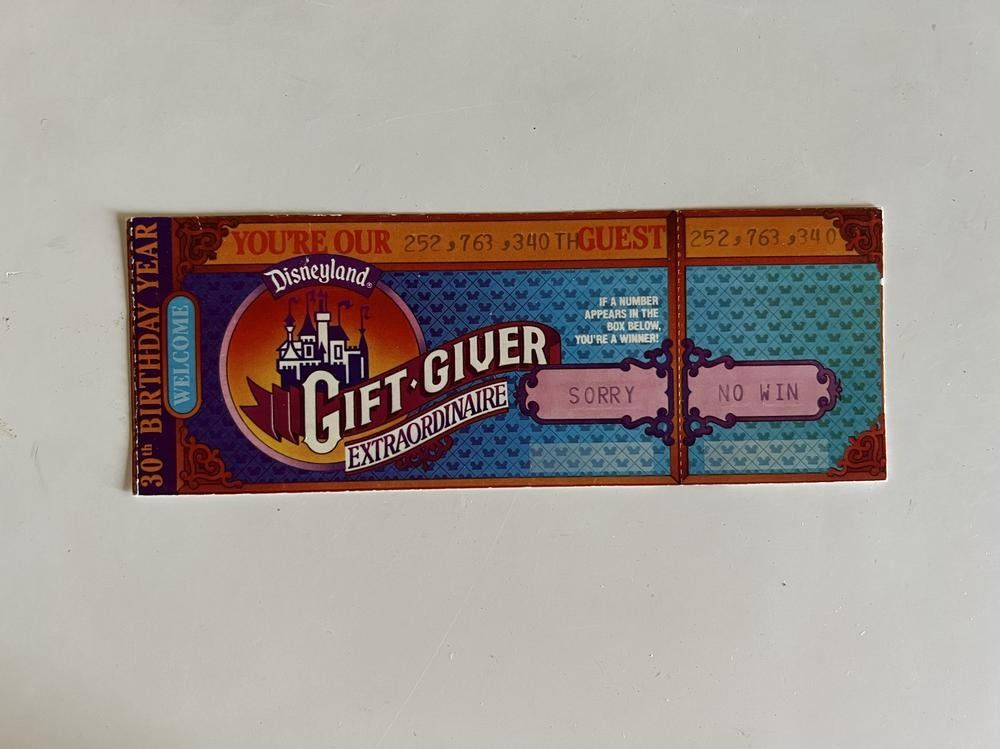 30th BIRTHDAY YEAR
WELCOME
YOU'RE OUR 252,763,340 TH GUEST
Disneyland®
GIFT·GIVER
EXTRAORDINAIRE
IF A NUMBER
APPEARS IN THE
BOX BELOW,
YOU'RE A WINNER!
SORRY
252,763,340
NO WIN